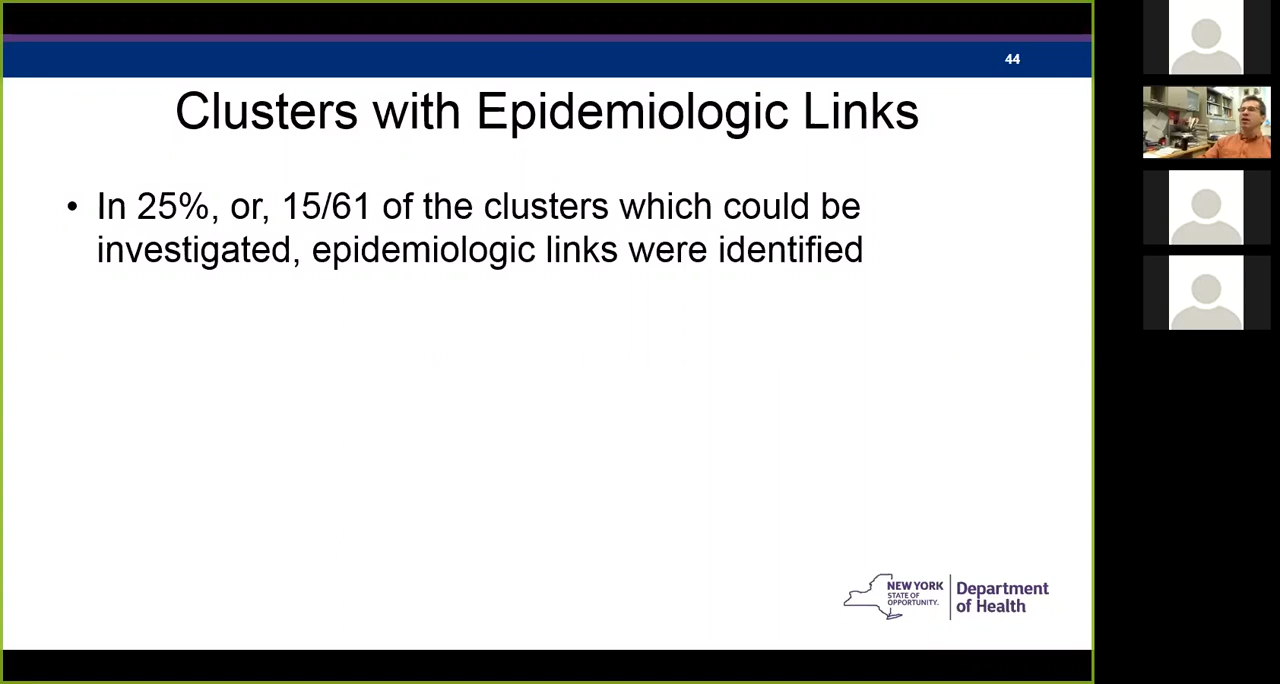 44
Clusters with Epidemiologic Links
• In 25%, or, 15/61 of the clusters which could be
investigated, epidemiologic links were identified
NEW YORK
STATE OF
OPPORTUNITY.
Department
of Health